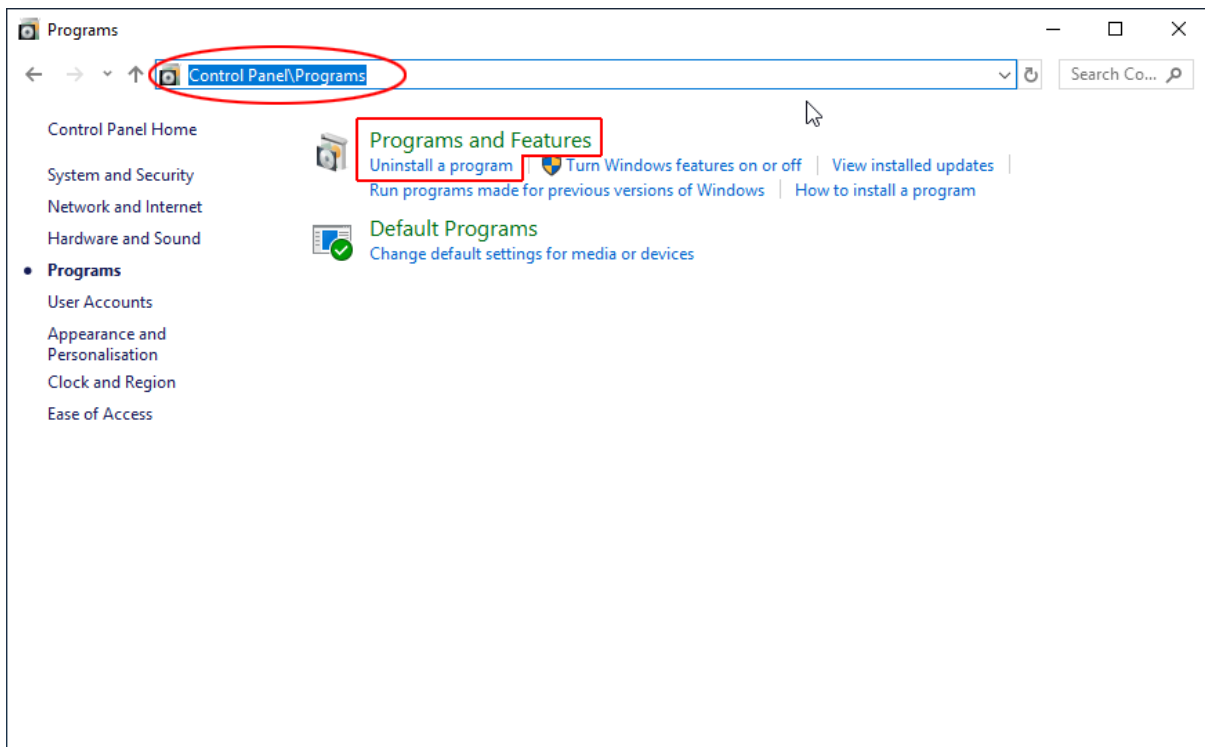 Programs
Control Panel\Programs
Search Co...
Control Panel Home
System and Security
Network and Internet
Hardware and Sound
Programs
User Accounts
Appearance and
Personalisation
Clock and Region
Ease of Access
Programs and Features
Uninstall a program | Turn Windows features on or off | View installed updates |
Run programs made for previous versions of Windows | How to install a program
Default Programs
Change default settings for media or devices